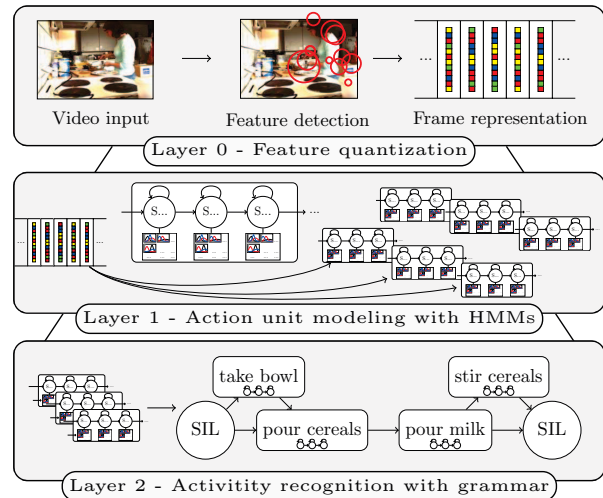 ... ...
Video input Feature detection Frame representation
Layer 0 - Feature quantization
S... S... S... ...
... ...
Layer 1 - Action unit modeling with HMMs
take bowl stir cereals
SIL pour cereals pour milk SIL
Layer 2 - Activitity recognition with grammar